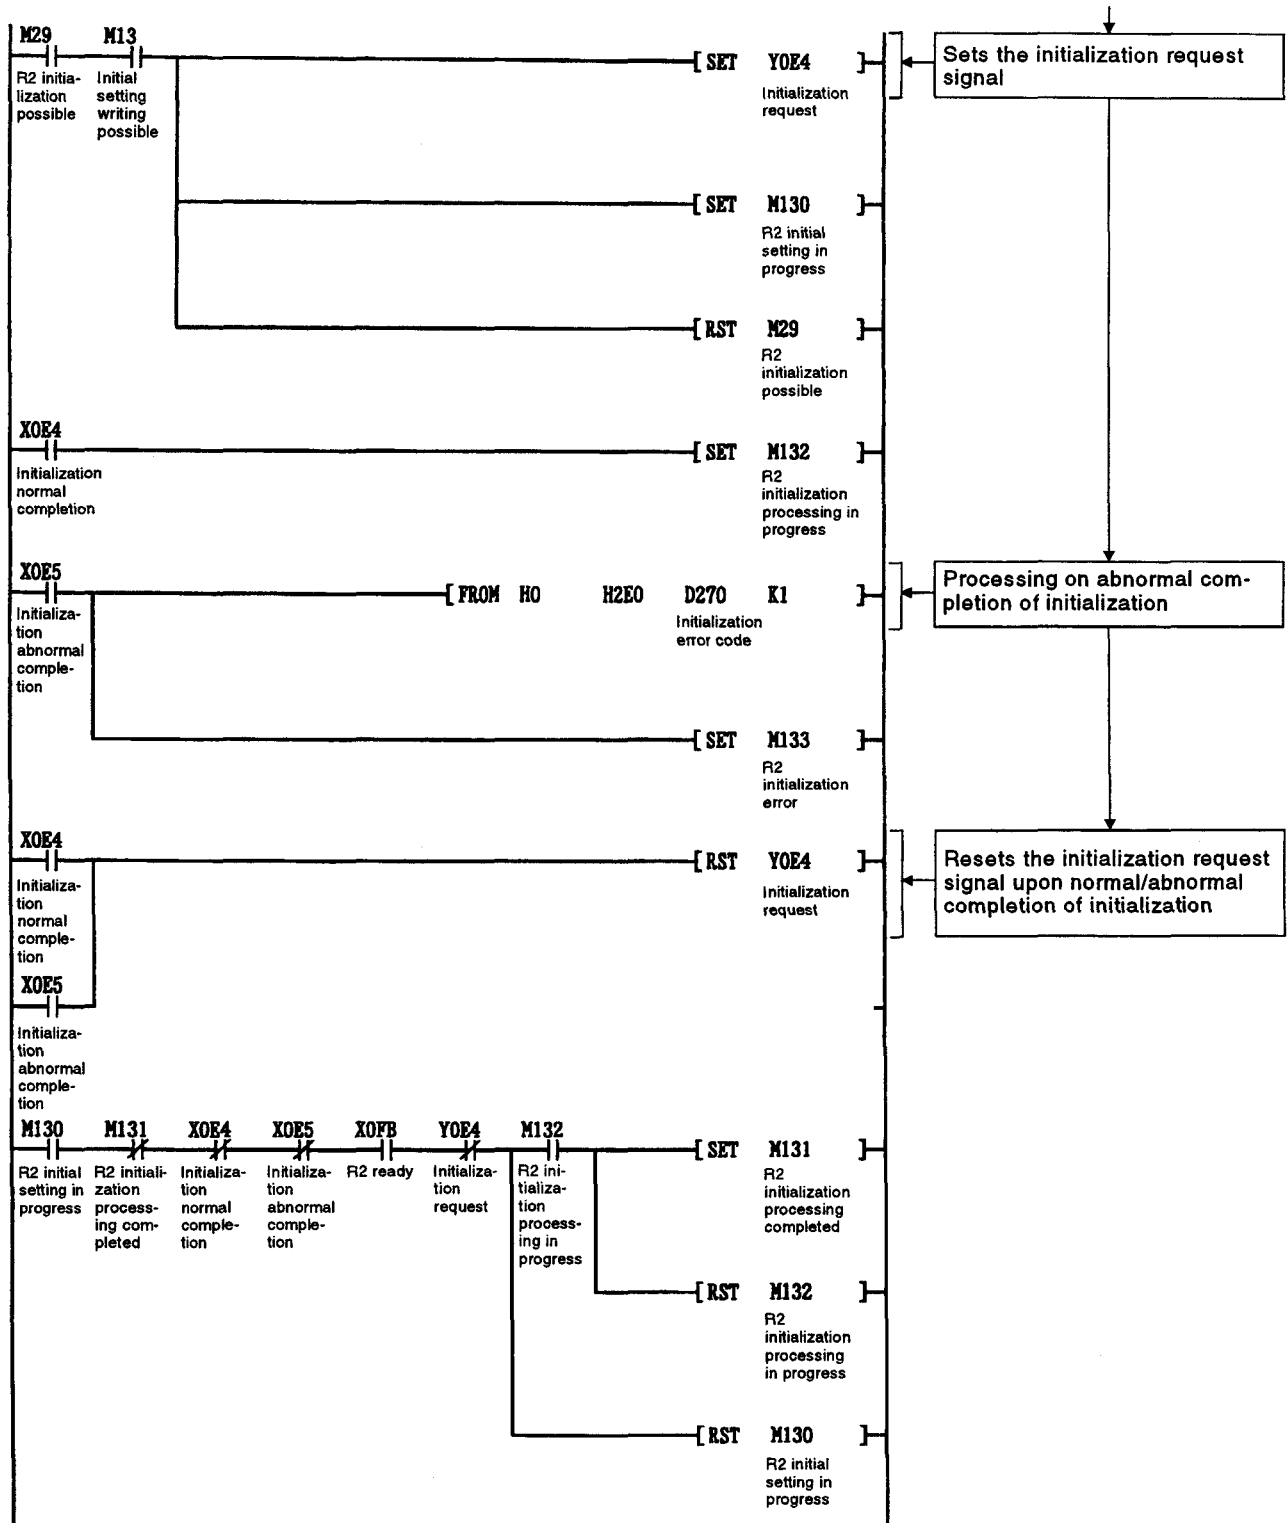 M29 M13
[ SET Y0E4 ]
R2 initia-
lization
possible
Initial
setting
writing
possible
Initialization
request
Sets the initialization request
signal
[ SET M130 ]
R2 initial
setting in
progress
[ RST M29 ]
R2
initialization
possible
X0E4
[ SET M132 ]
Initialization
normal
completion
R2
initialization
processing in
progress
X0E5
[ FROM H0 H2E0 D270 K1 ]
Initializa-
tion
abnormal
comple-
tion
Initialization
error code
Processing on abnormal com-
pletion of initialization
[ SET M133 ]
R2
initialization
error
X0E4
[ RST Y0E4 ]
Initializa-
tion
normal
comple-
tion
Initialization
request
Resets the initialization request
signal upon normal/abnormal
completion of initialization
X0E5
Initializa-
tion
abnormal
comple-
tion
M130 M131 X0E4 X0E5 X0FB Y0E4 M132
[ SET M131 ]
R2 initial
setting in
progress
R2 initiali-
zation
process-
ing com-
pleted
Initializa-
tion
normal
comple-
tion
Initializa-
tion
abnormal
comple-
tion
R2 ready
Initializa-
tion
request
R2 ini-
tializa-
tion
process-
ing in
progress
R2
initialization
processing
completed
[ RST M132 ]
R2
initialization
processing
in progress
[ RST M130 ]
R2 initial
setting in
progress